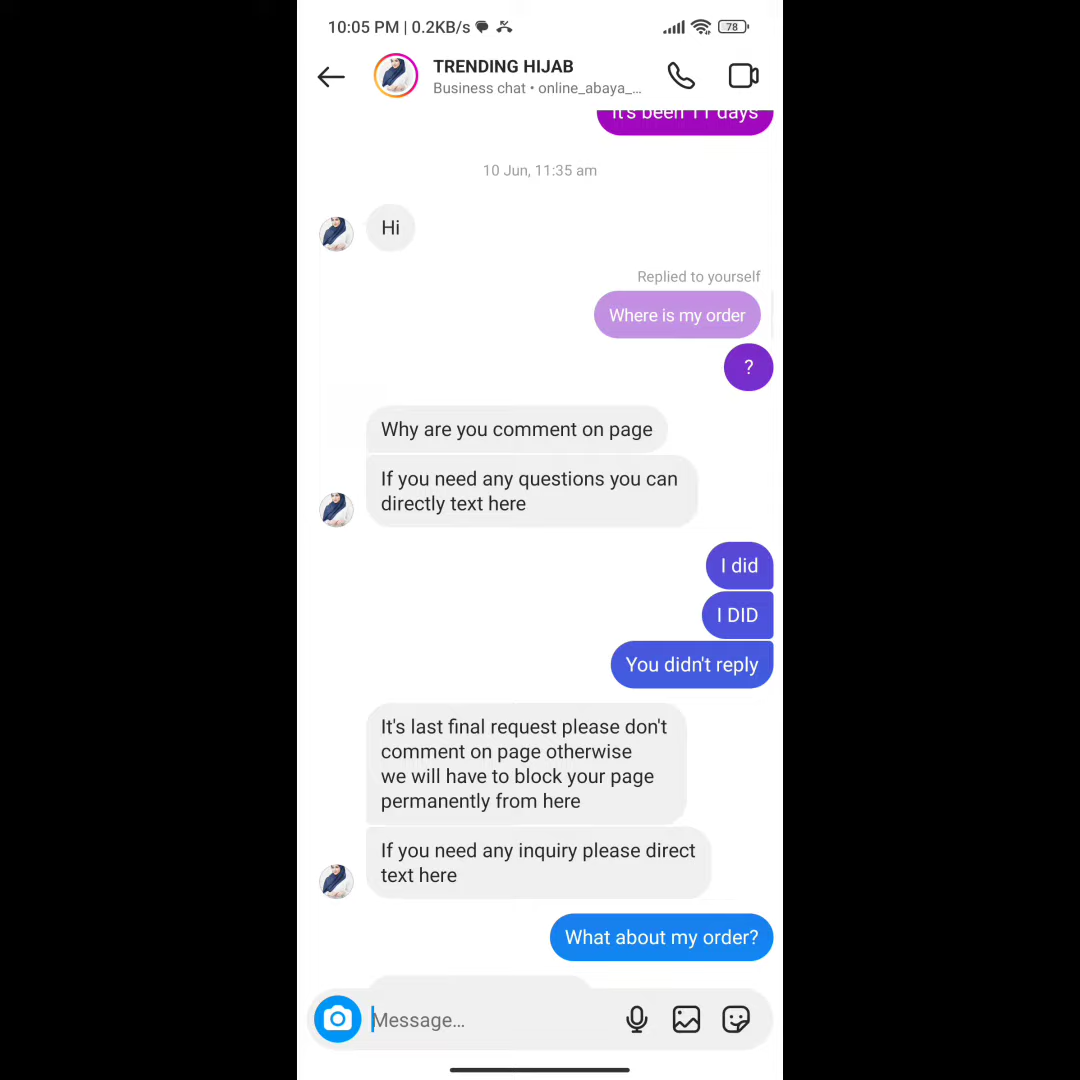 10:05 PM | 0.2KB/s
78
TRENDING HIJAB
Business chat • online_abaya_...
It's been 11 days
10 Jun, 11:35 am
Hi
Replied to yourself
Where is my order
?
Why are you comment on page
If you need any questions you can
directly text here
I did
I DID
You didn't reply
It's last final request please don't
comment on page otherwise
we will have to block your page
permanently from here
If you need any inquiry please direct
text here
What about my order?
Message...